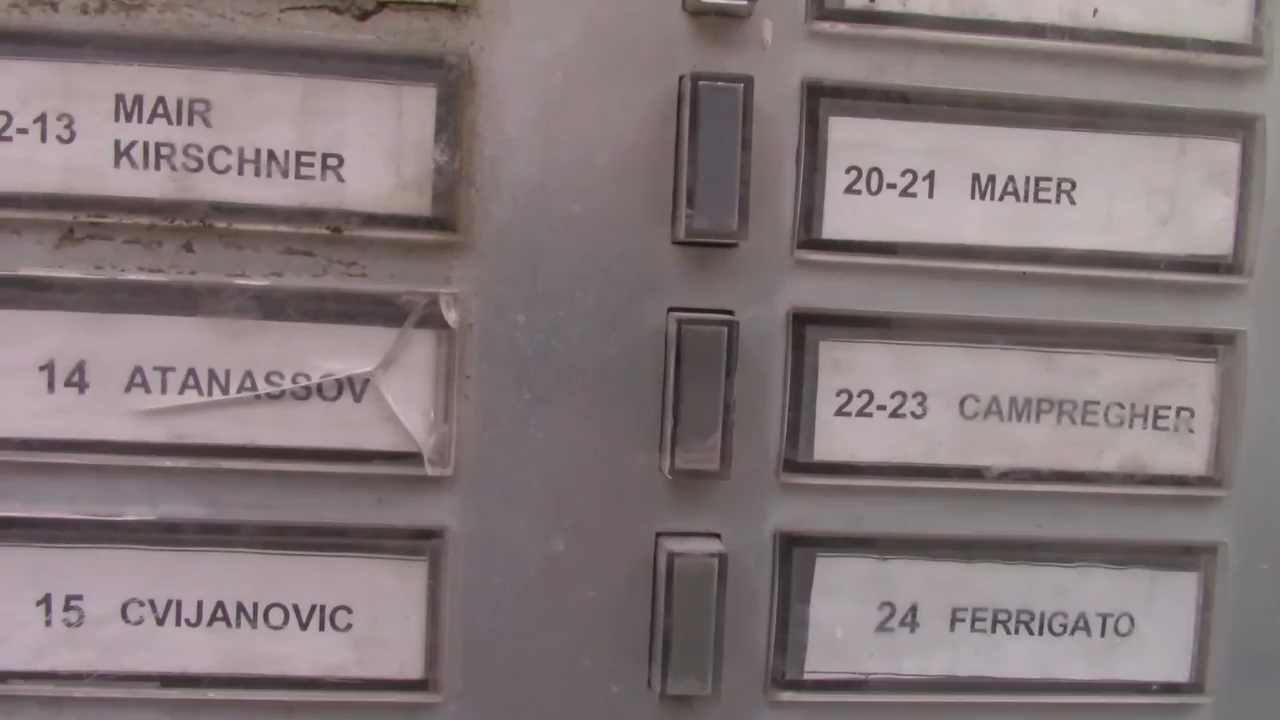 MAIR
2-13 KIRSCHNER
14 ATANASSOV
15 CVIJANOVIC
20-21 MAIER
22-23 CAMPREGHER
24 FERRIGATO